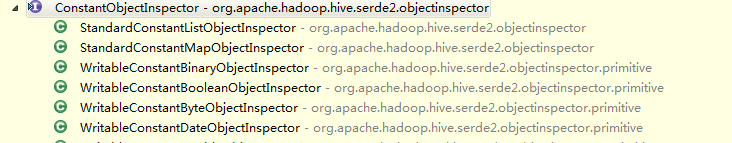 ConstantObjectInspector - org.apache.hadoop.hive.serde2.objectinspector
StandardConstantListObjectInspector - org.apache.hadoop.hive.serde2.objectinspector
StandardConstantMapObjectInspector - org.apache.hadoop.hive.serde2.objectinspector
WritableConstantBinaryObjectInspector - org.apache.hadoop.hive.serde2.objectinspector.primitive
WritableConstantBooleanObjectInspector - org.apache.hadoop.hive.serde2.objectinspector.primitive
WritableConstantByteObjectInspector - org.apache.hadoop.hive.serde2.objectinspector.primitive
WritableConstantDateObjectInspector - org.apache.hadoop.hive.serde2.objectinspector.primitive